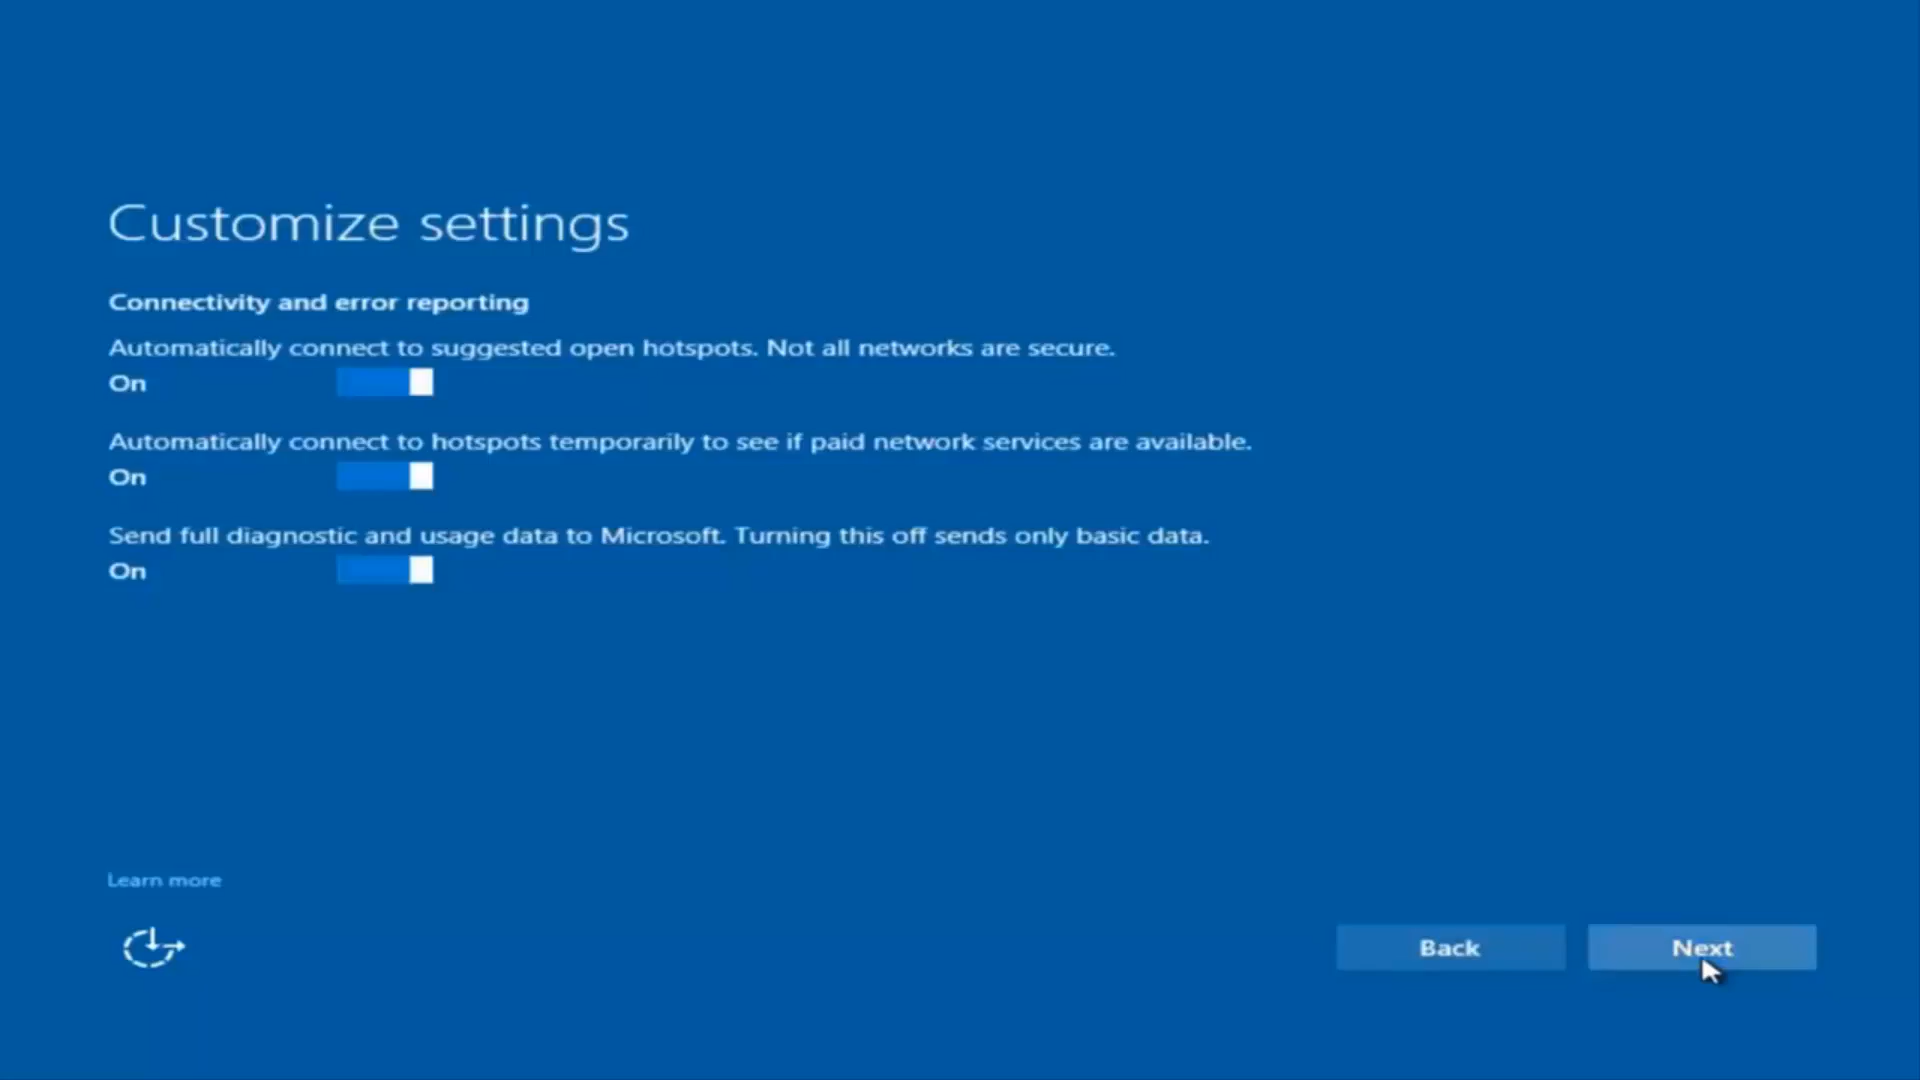 Customize settings
Connectivity and error reporting
Automatically connect to suggested open hotspots. Not all networks are secure.
On
Automatically connect to hotspots temporarily to see if paid network services are available.
On
Send full diagnostic and usage data to Microsoft. Turning this off sends only basic data.
On
Learn more
Back
Next